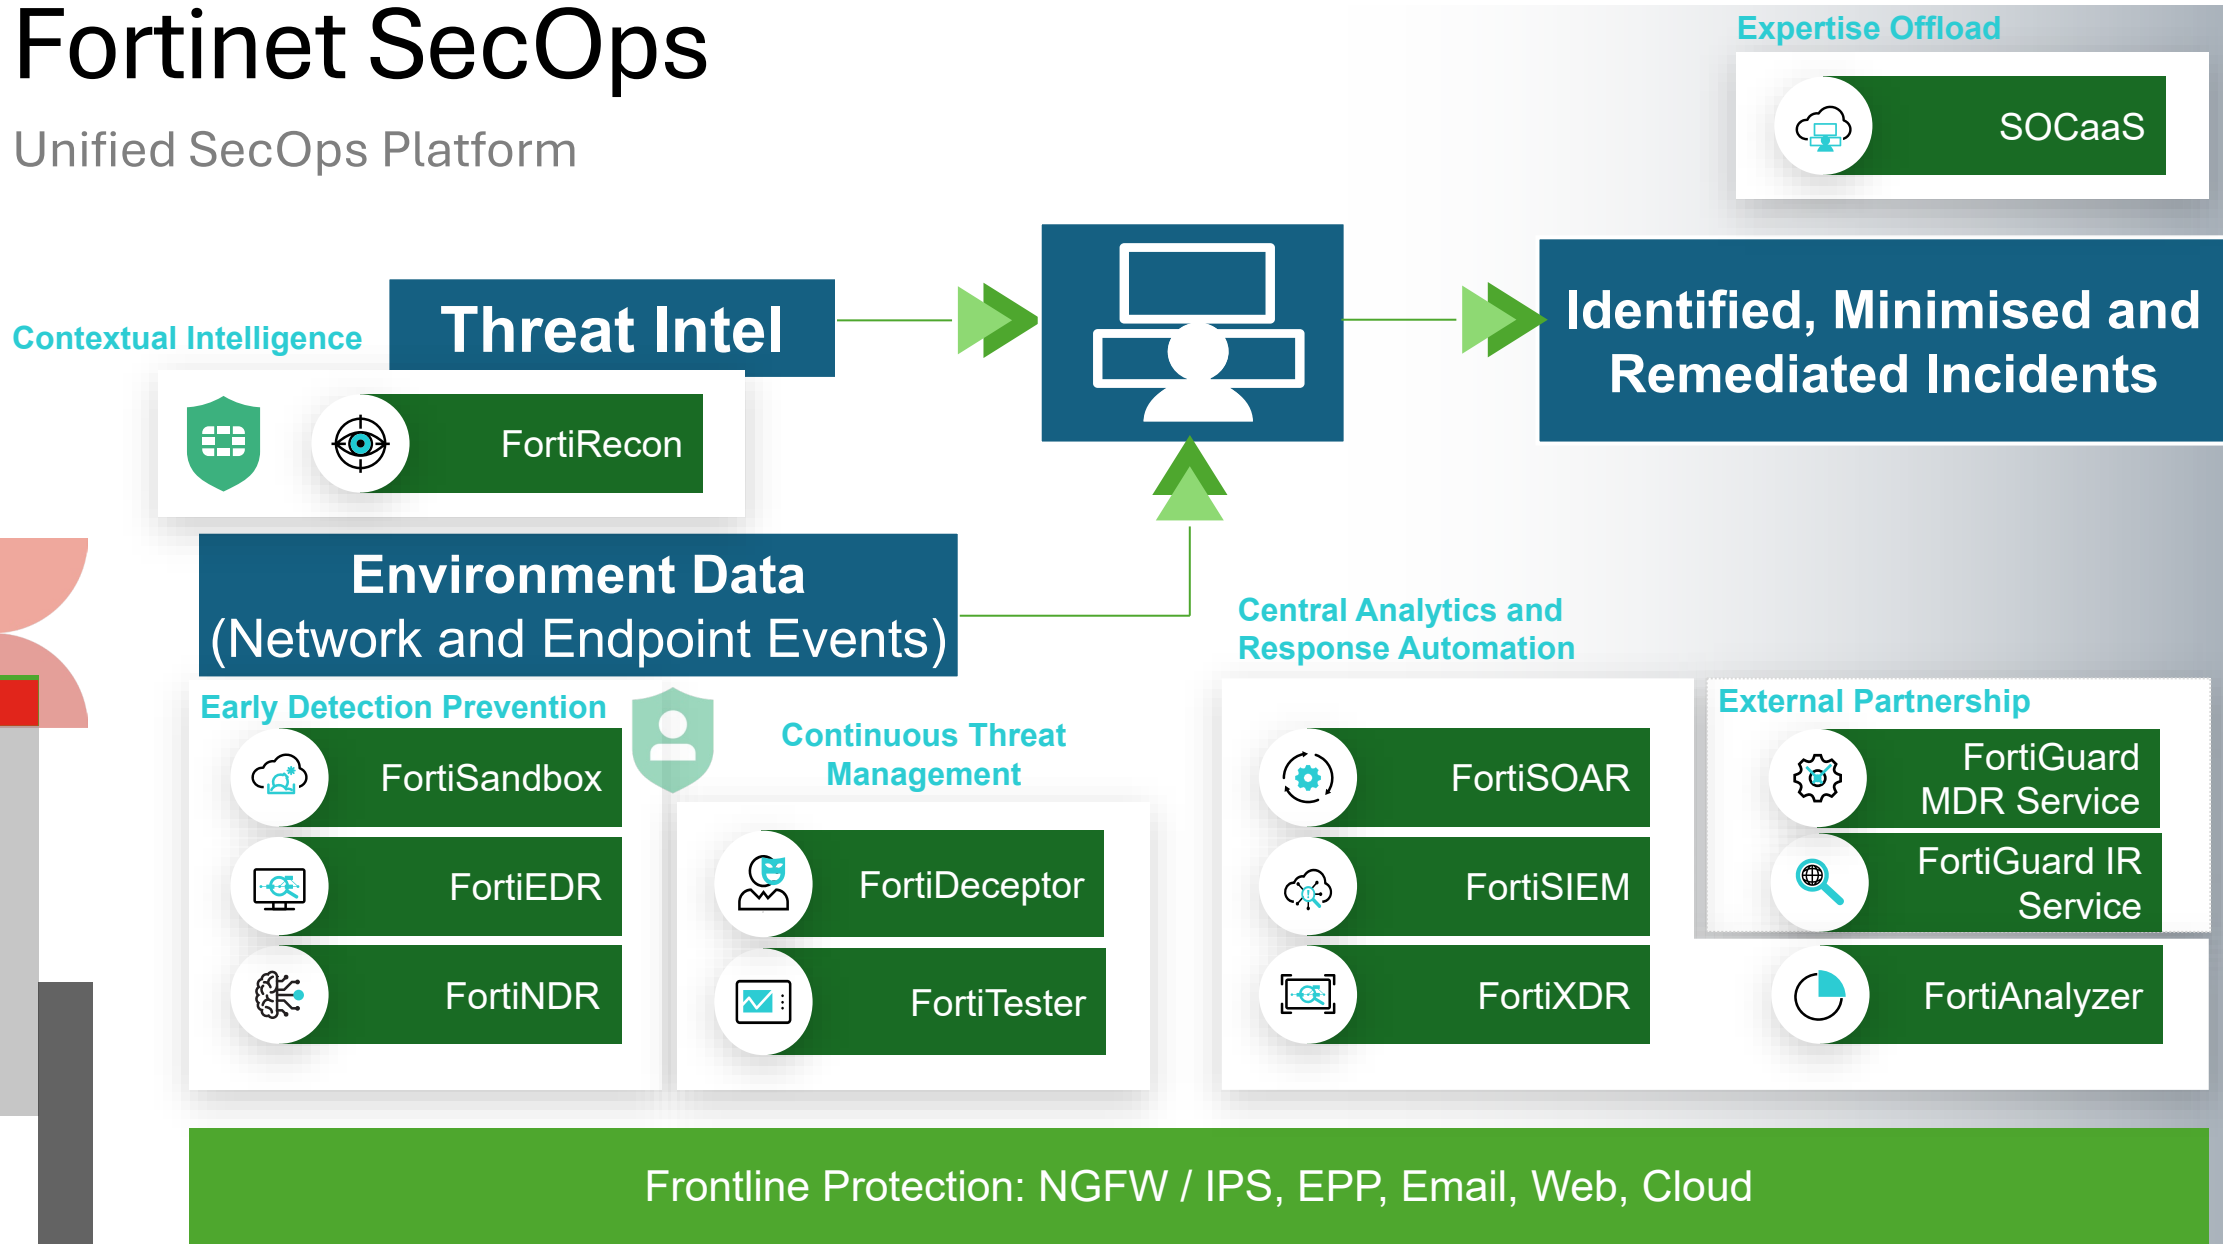 Fortinet SecOps
Unified SecOps Platform
Expertise Offload
SOCaaS
Contextual Intelligence
Threat Intel
FortiRecon
Identified, Minimised and
Remediated Incidents
Environment Data
(Network and Endpoint Events)
Early Detection Prevention
FortiSandbox
FortiEDR
FortiNDR
Continuous Threat
Management
FortiDeceptor
FortiTester
Central Analytics and
Response Automation
FortiSOAR
FortiSIEM
FortiXDR
External Partnership
FortiGuard
MDR Service
FortiGuard IR
Service
FortiAnalyzer
Frontline Protection: NGFW / IPS, EPP, Email, Web, Cloud